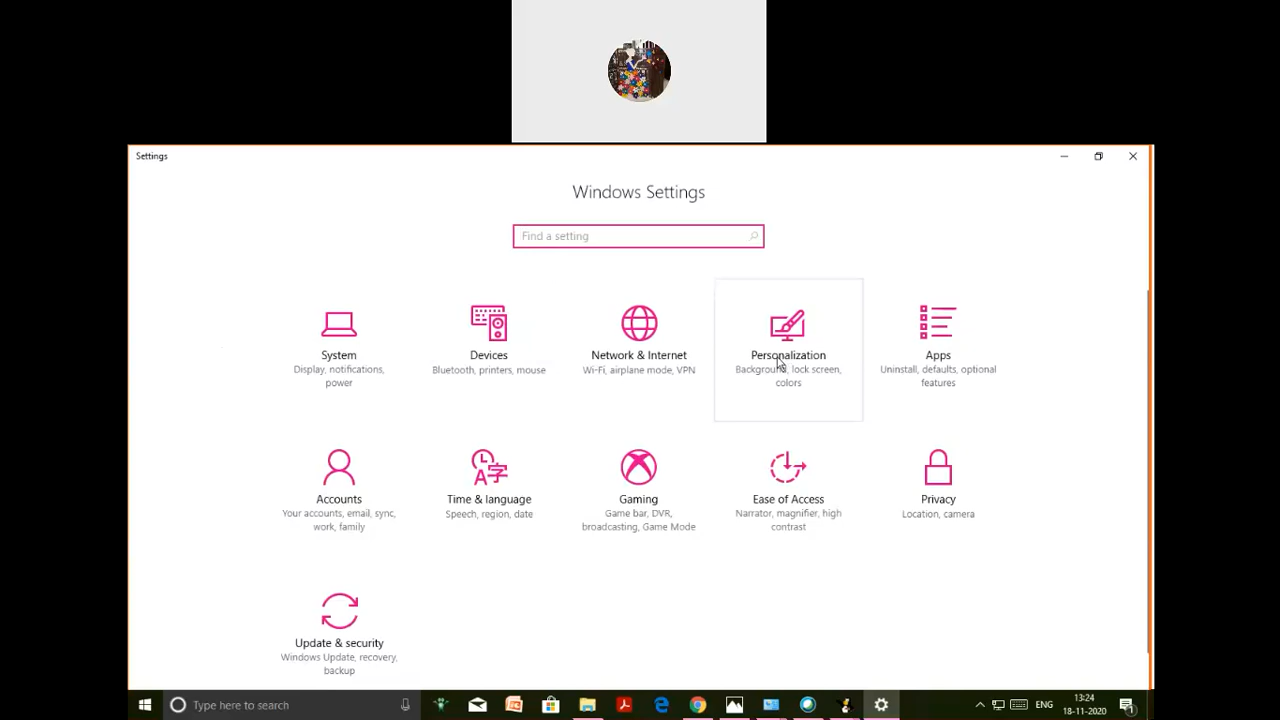 Settings
Windows Settings
Find a setting
System
Display, notifications,
power
Devices
Bluetooth, printers, mouse
Network & Internet
Wi-Fi, airplane mode, VPN
Personalization
Background, lock screen,
colors
Apps
Uninstall, defaults, optional
features
Accounts
Your accounts, email, sync,
work, family
Time & language
Speech, region, date
Gaming
Game bar, DVR,
broadcasting, Game Mode
Ease of Access
Narrator, magnifier, high
contrast
Privacy
Location, camera
Update & security
Windows Update, recovery,
backup
Type here to search
ENG
13:24
18-11-2020